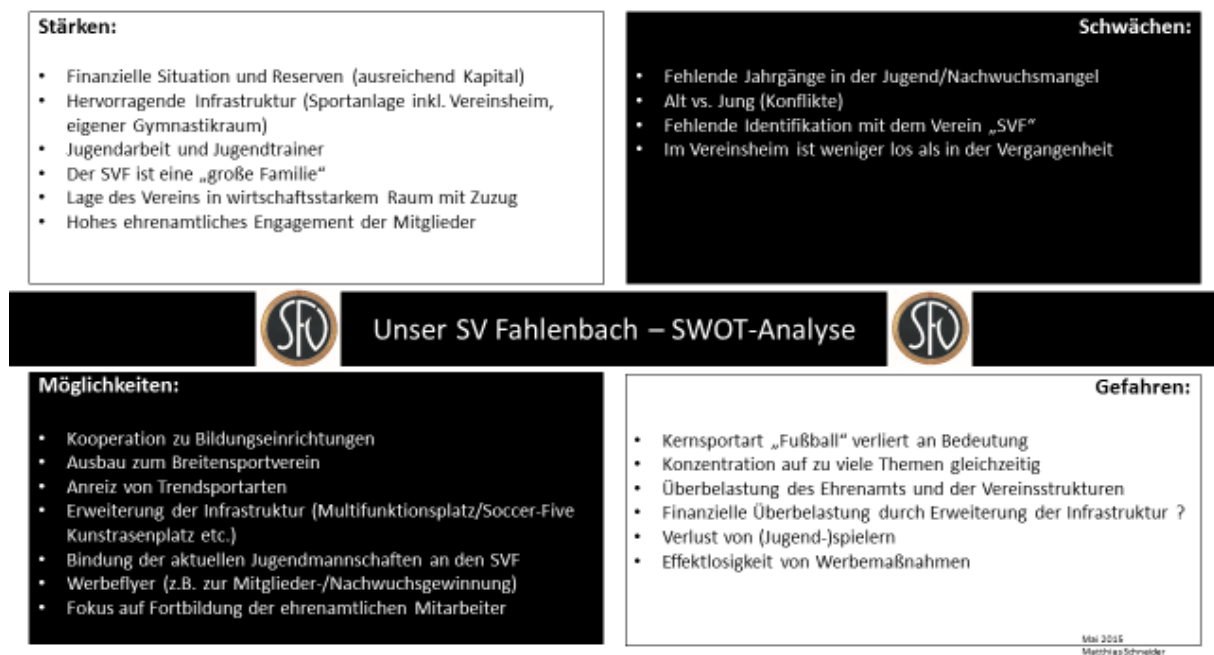 Stärken:
• Finanzielle Situation und Reserven (ausreichend Kapital)
• Hervorragende Infrastruktur (Sportanlage inkl. Vereinsheim,
eigener Gymnastikraum)
• Jugendarbeit und Jugendtrainer
• Der SVF ist eine „große Familie“
• Lage des Vereins in wirtschaftsstarkem Raum mit Zuzug
• Hohes ehrenamtliches Engagement der Mitglieder
Schwächen:
• Fehlende Jahrgänge in der Jugend/Nachwuchsmangel
• Alt vs. Jung (Konflikte)
• Fehlende Identifikation mit dem Verein „SVF“
• Im Vereinsheim ist weniger los als in der Vergangenheit
Unser SV Fahlenbach – SWOT-Analyse
Möglichkeiten:
• Kooperation zu Bildungseinrichtungen
• Ausbau zum Breitensportverein
• Anreiz von Trendsportarten
• Erweiterung der Infrastruktur (Multifunktionsplatz/Soccer-Five
Kunstrasenplatz etc.)
• Bindung der aktuellen Jugendmannschaften an den SVF
• Werbeflyer (z.B. zur Mitglieder-/Nachwuchsgewinnung)
• Fokus auf Fortbildung der ehrenamtlichen Mitarbeiter
Gefahren:
• Kernsportart „Fußball“ verliert an Bedeutung
• Konzentration auf zu viele Themen gleichzeitig
• Überbelastung des Ehrenamts und der Vereinsstrukturen
• Finanzielle Überbelastung durch Erweiterung der Infrastruktur ?
• Verlust von (Jugend-)spielern
• Effektlosigkeit von Werbemaßnahmen
Mai 2015
Matthias Schneider